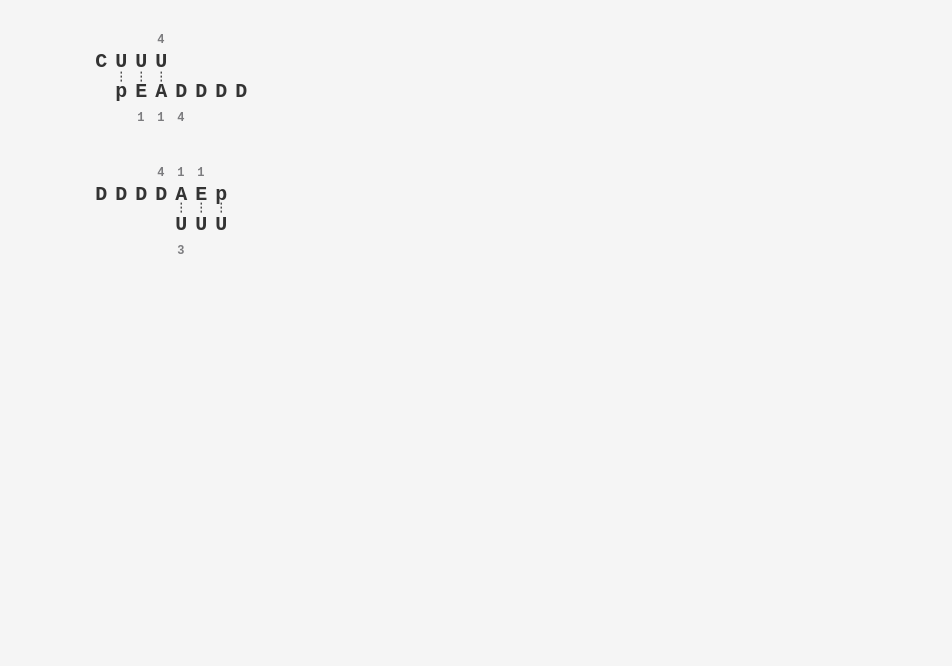 4
C U U U
p E A D D D D
1 1 4
4 1 1
D D D D A E p
U U U
3